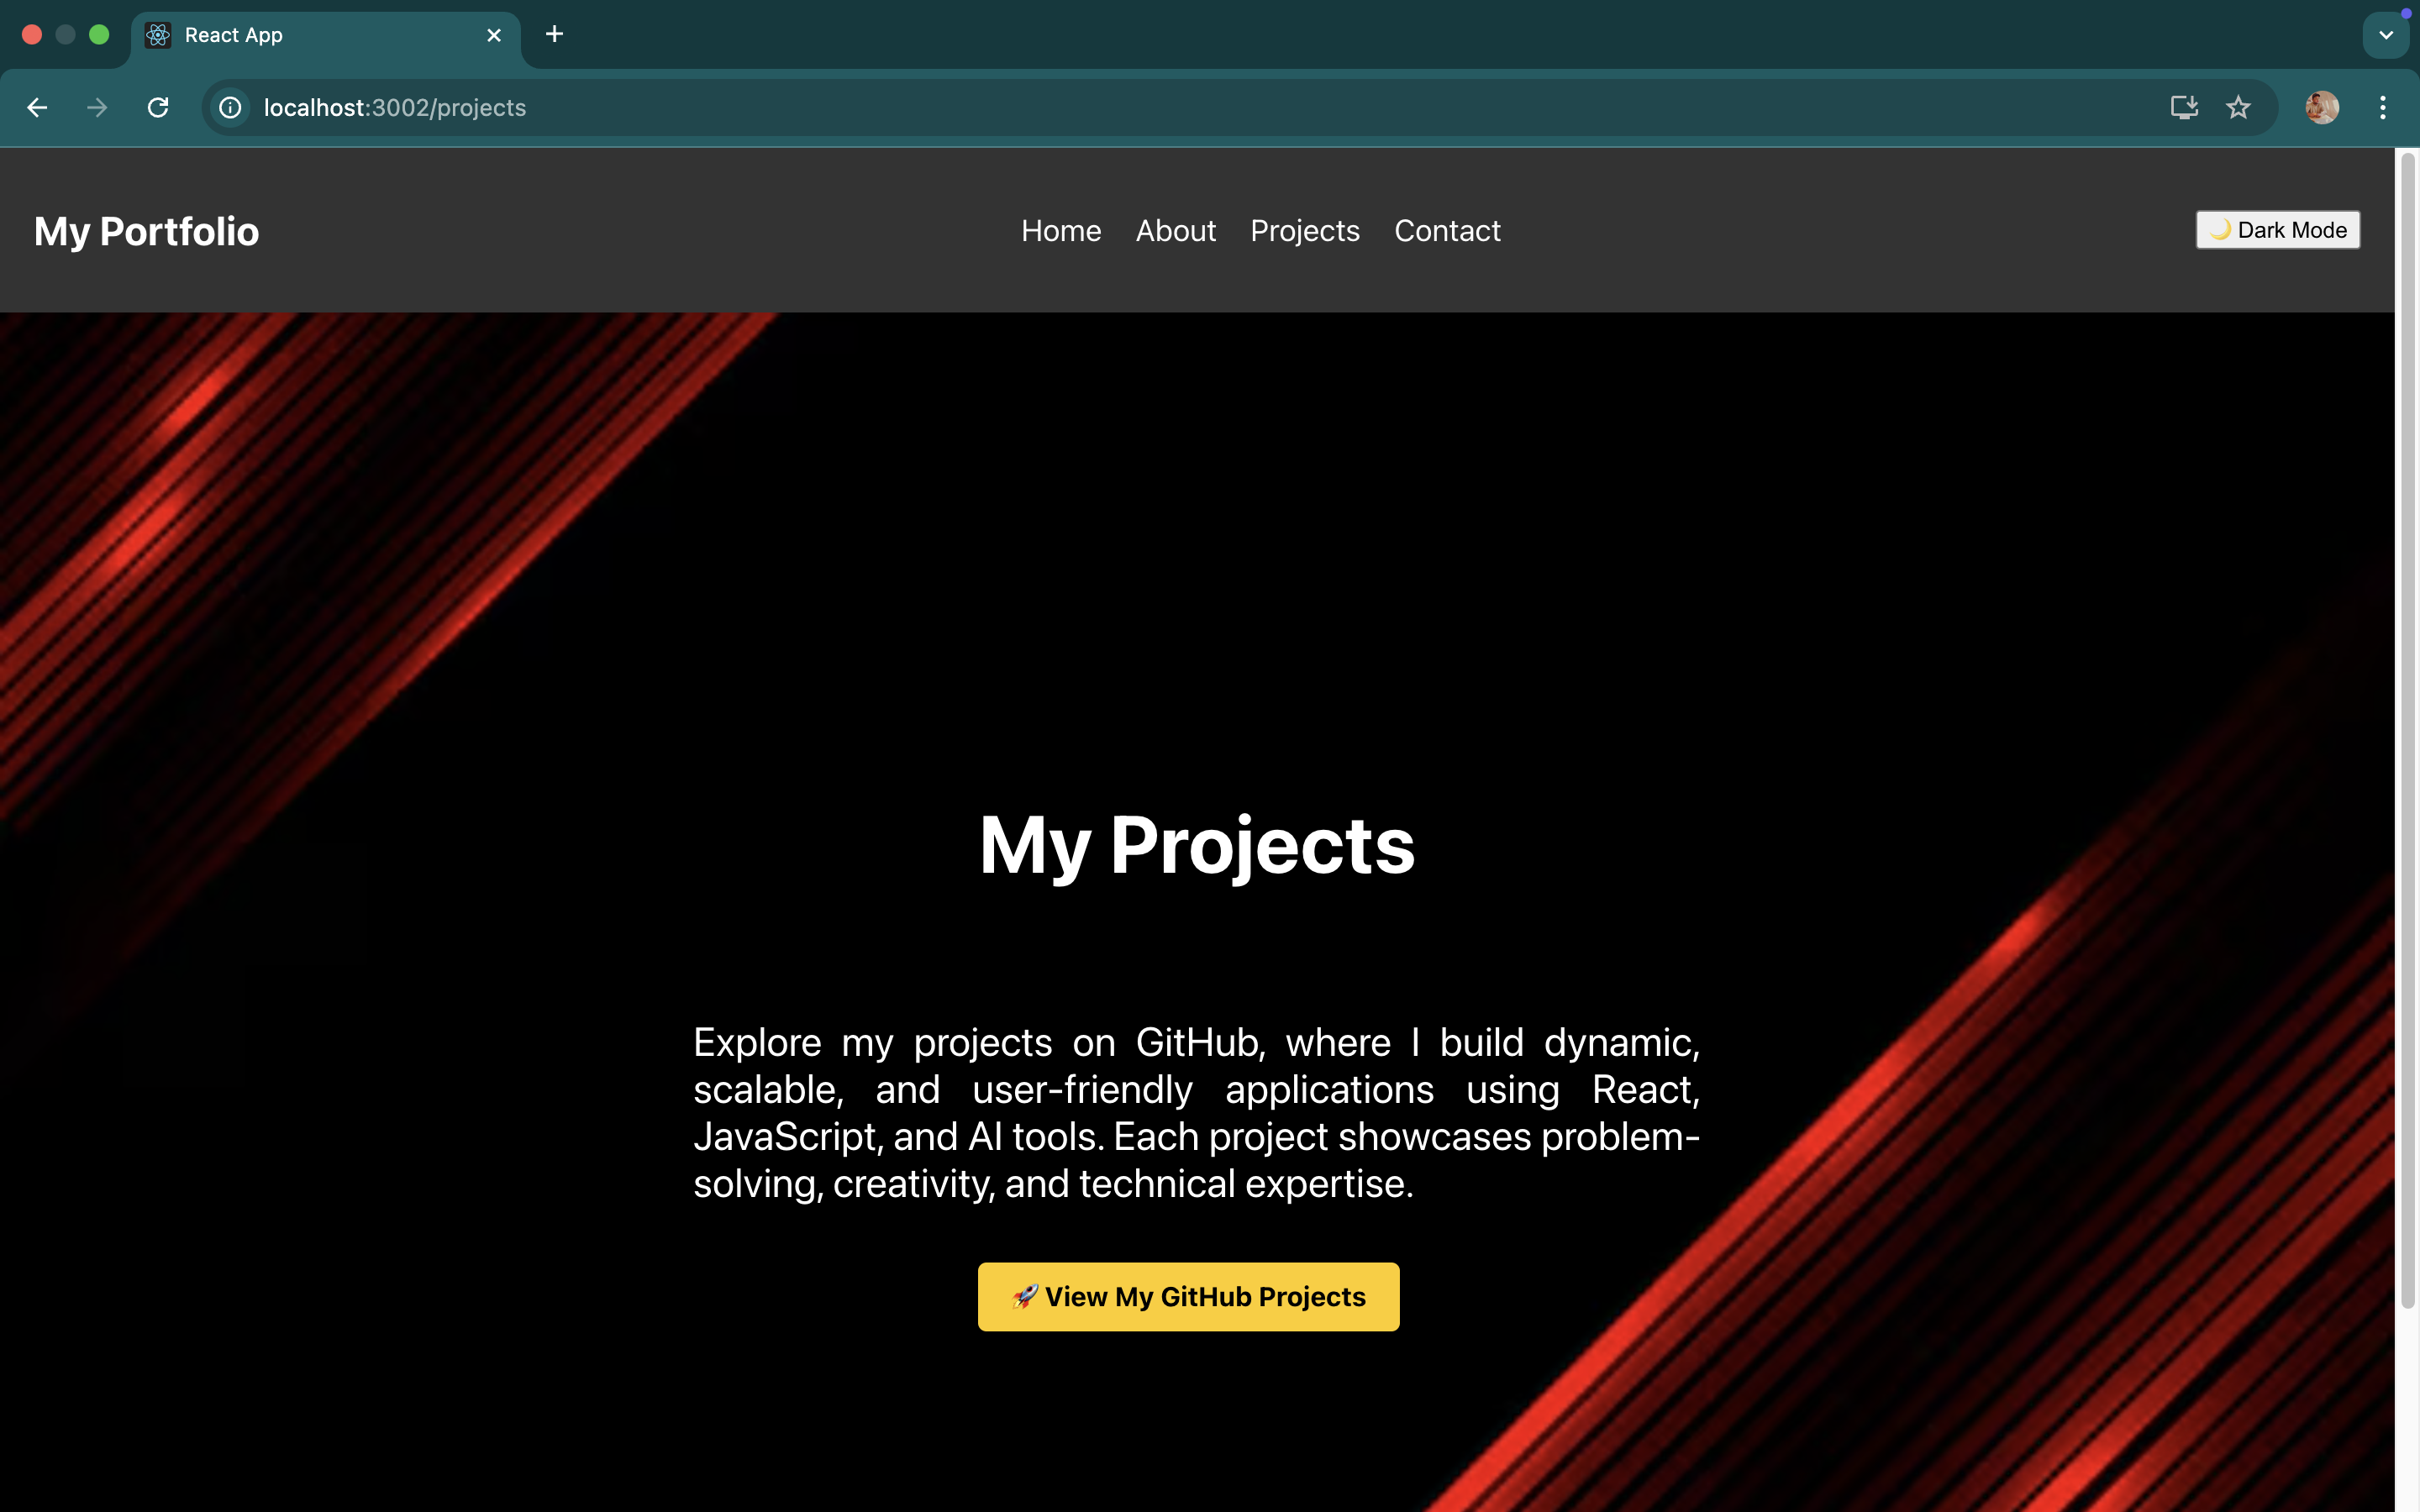 React App
localhost:3002/projects
My Portfolio
Home About Projects Contact
🌙 Dark Mode
My Projects
Explore my projects on GitHub, where I build dynamic,
scalable, and user-friendly applications using React,
JavaScript, and AI tools. Each project showcases problem-
solving, creativity, and technical expertise.
🚀 View My GitHub Projects